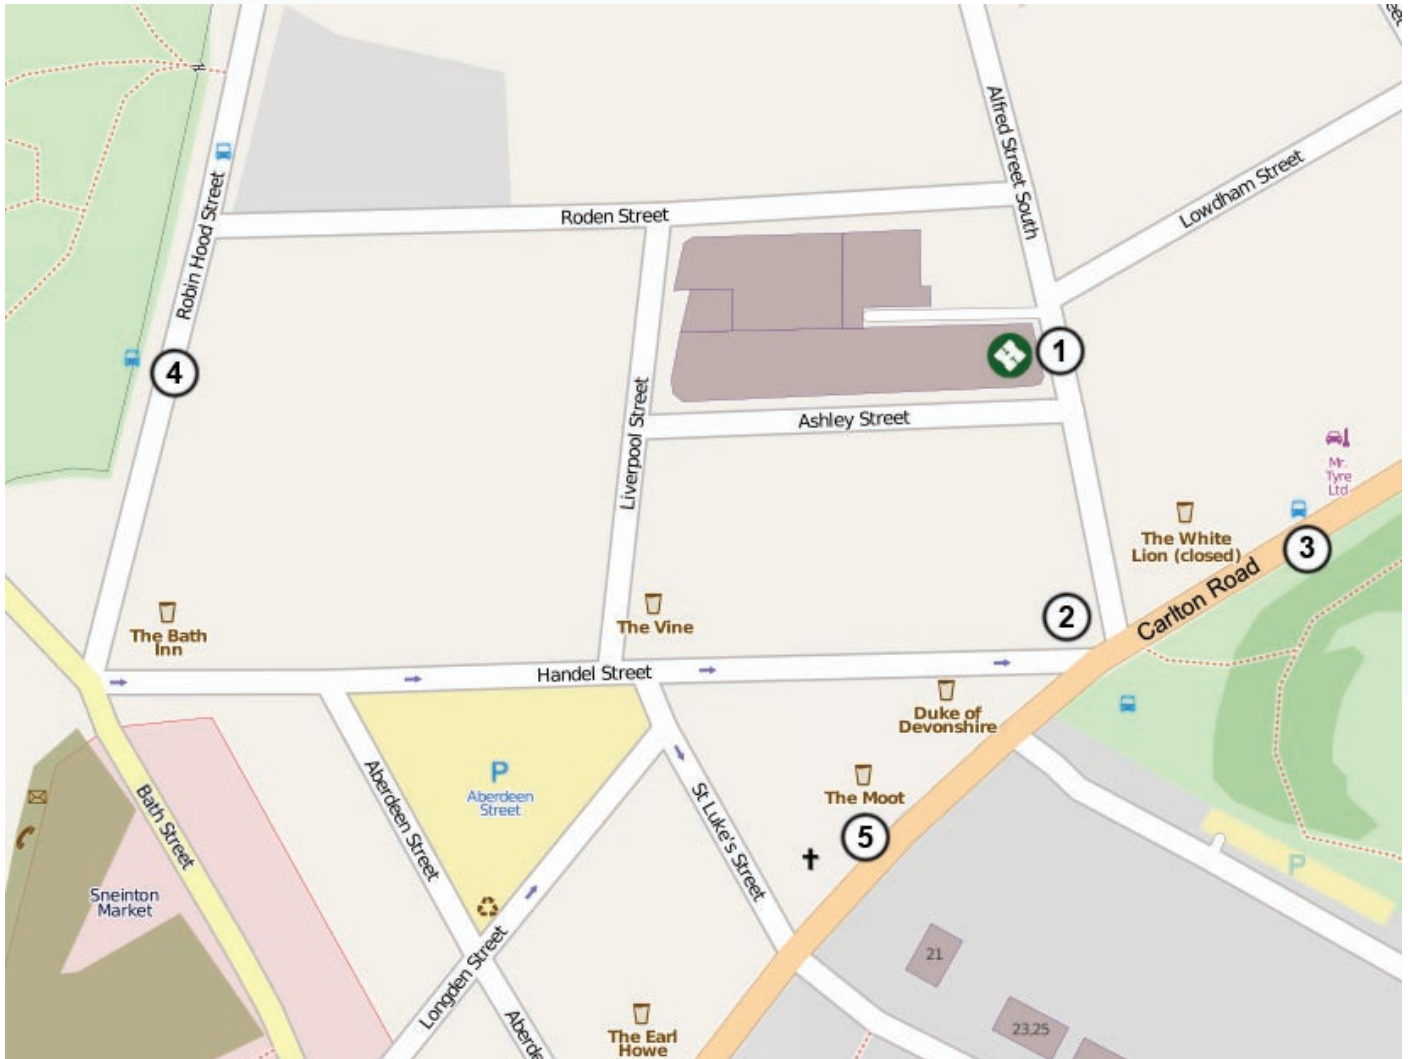 Alfred Street South
Lowdham Street
Roden Street
Robin Hood Street
1
4
Liverpool Street
Ashley Street
Mr.
Tyre
Ltd
The White
Lion (closed)
3
Carlton Road
2
The Bath
Inn
The Vine
Handel Street
Duke of
Devonshire
P
Aberdeen
Street
Aberdeen Street
Bath Street
St Luke's Street
The Moot
5
P
Sneinton
Market
Longden Street
21
23,25
Aberde
The Earl
Howe